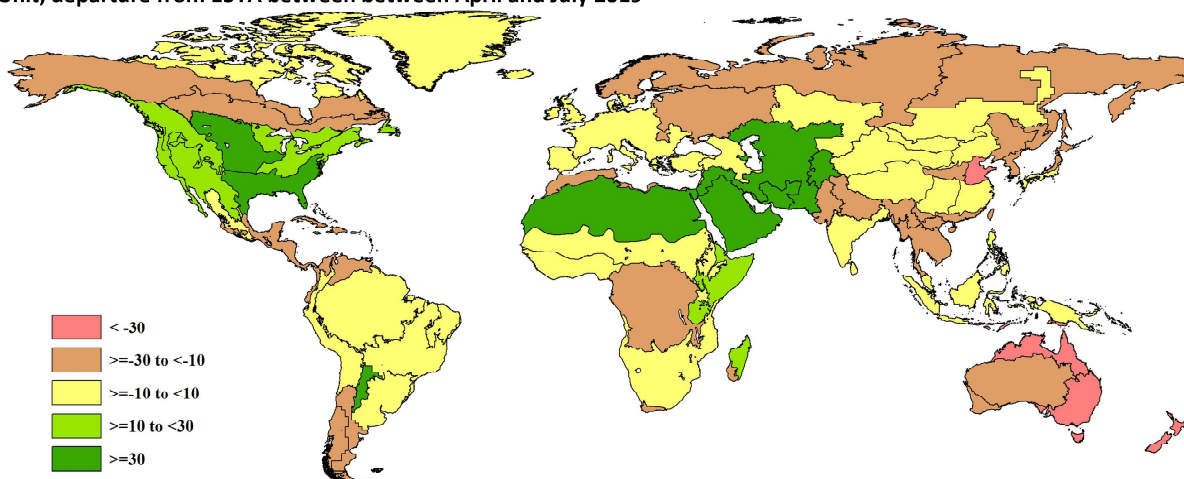 Unit, departure from 15YA between between April and July 2019
< -30
>=-30 to <-10
>=-10 to <10
>=10 to <30
>=30